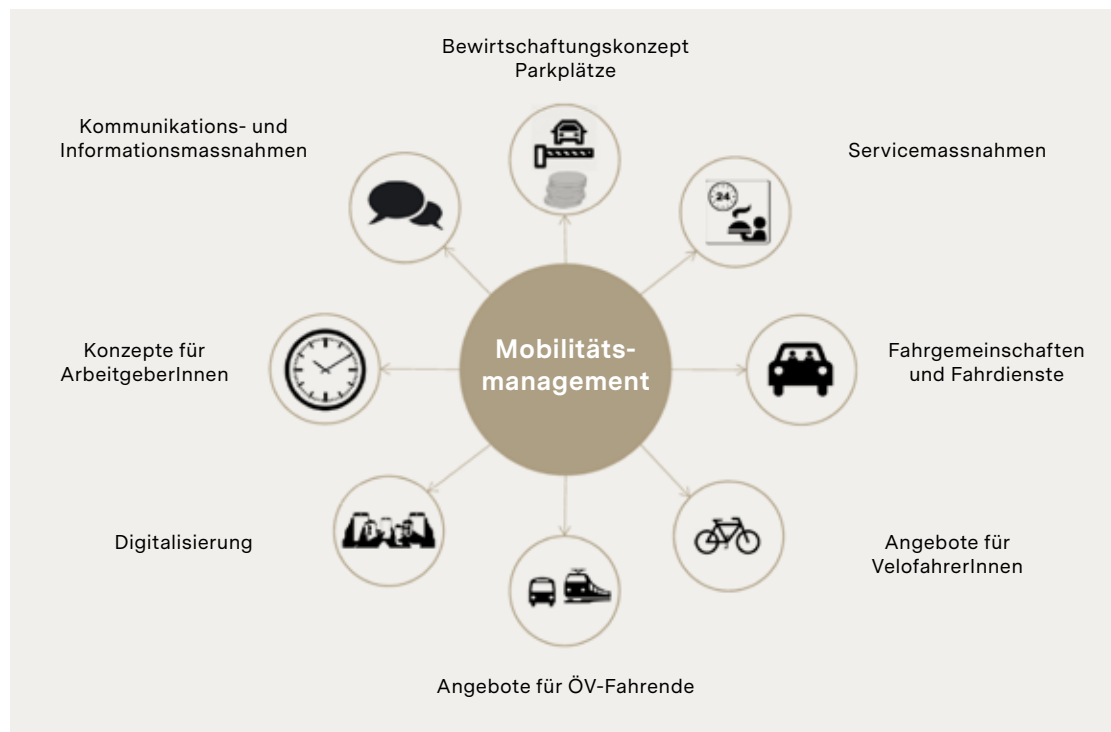 Bewirtschaftungskonzept
Parkplätze
Kommunikations- und
Informationsmassnahmen
Servicemassnahmen
24
Mobilitäts-
management
Konzepte für
ArbeitgeberInnen
Fahrgemeinschaften
und Fahrdienste
Digitalisierung
Angebote für
VelofahrerInnen
Angebote für ÖV-Fahrende